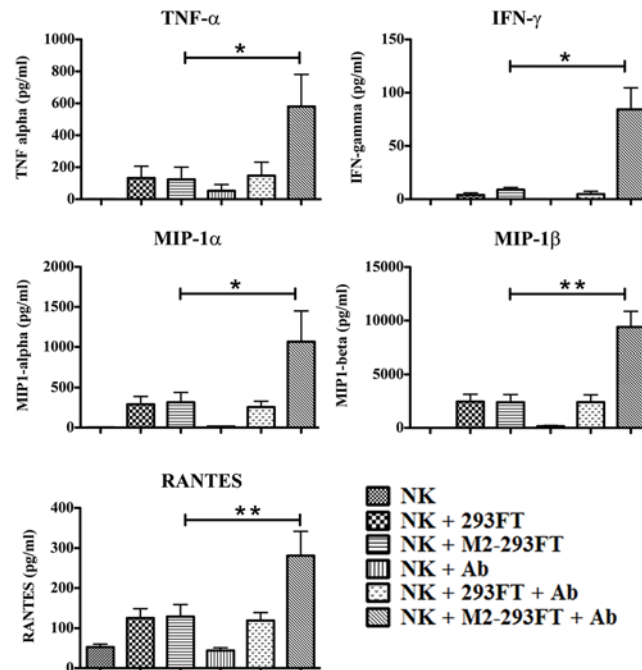 TNF-α
TNF alpha (pg/ml)
1000
800
600
400
200
0
*
IFN-γ
IFN-gamma (pg/ml)
150
100
50
0
*
MIP-1α
MIP1-alpha (pg/ml)
2000
1500
1000
500
0
*
MIP-1β
MIP1-beta (pg/ml)
15000
10000
5000
0
**
RANTES
RANTES (pg/ml)
400
300
200
100
0
**
NK
NK + 293FT
NK + M2-293FT
NK + Ab
NK + 293FT + Ab
NK + M2-293FT + Ab